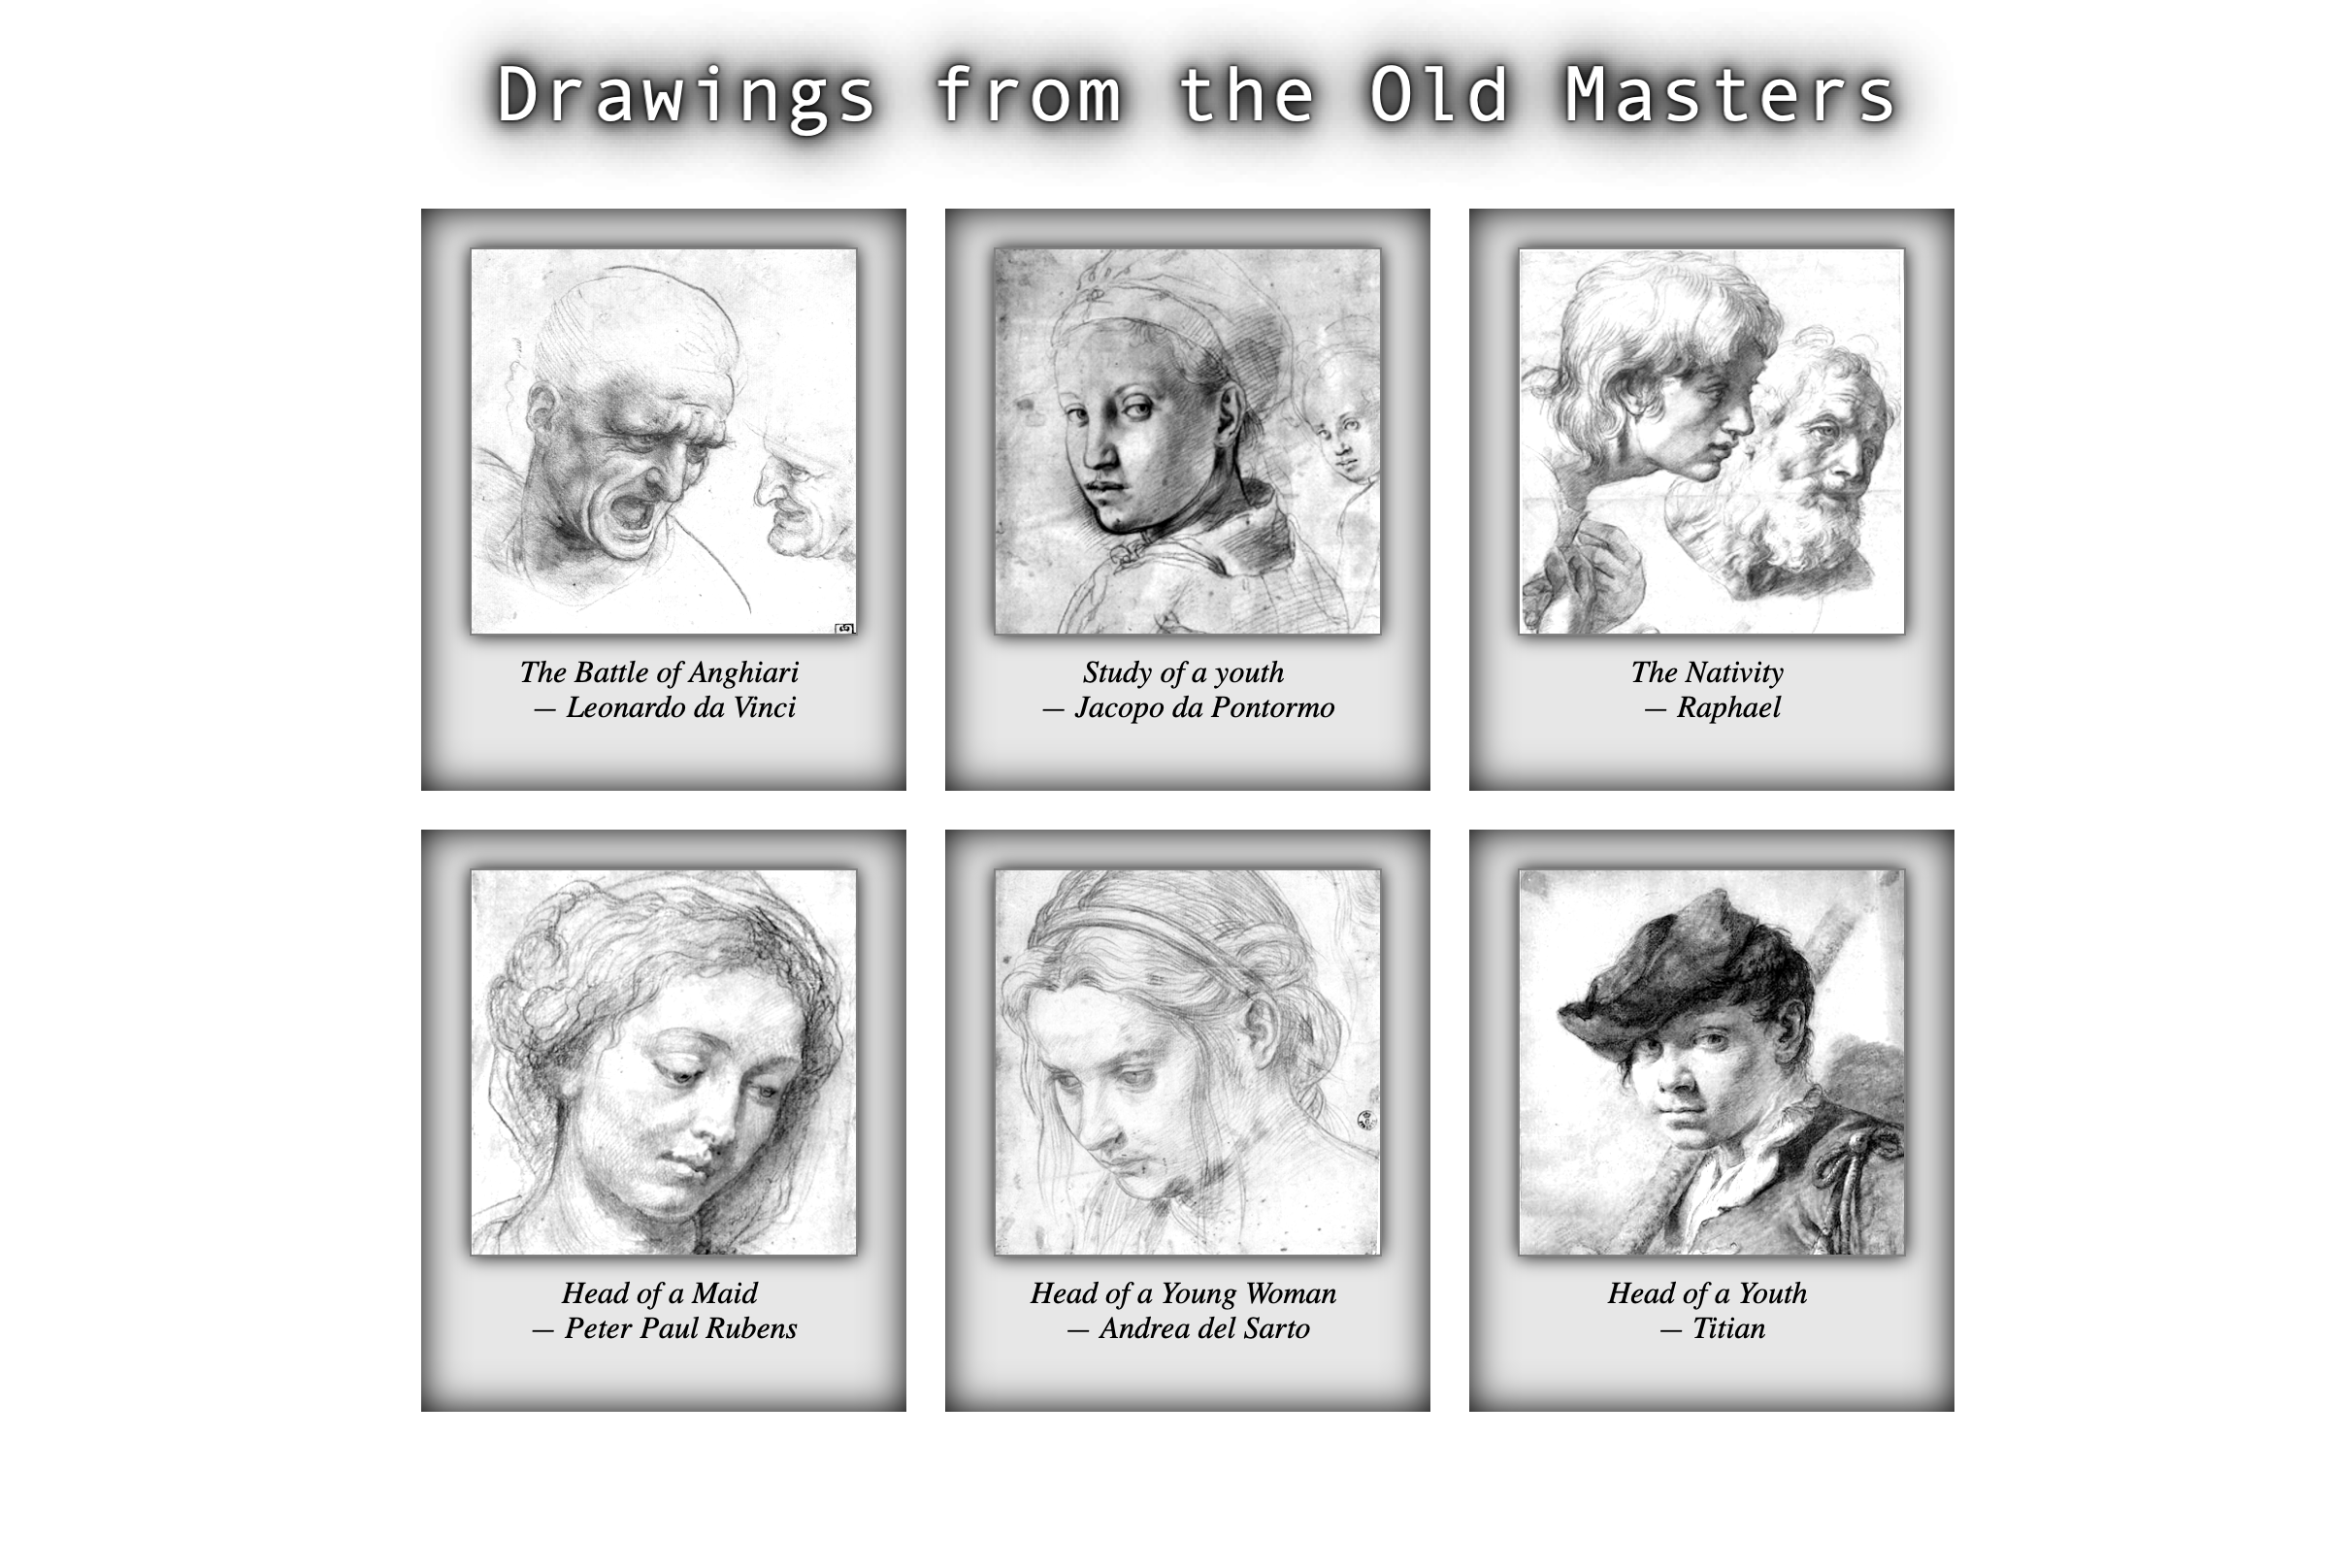 Drawings from the Old Masters
The Battle of Anghiari
— Leonardo da Vinci
Study of a youth
— Jacopo da Pontormo
The Nativity
— Raphael
Head of a Maid
— Peter Paul Rubens
Head of a Young Woman
— Andrea del Sarto
Head of a Youth
— Titian